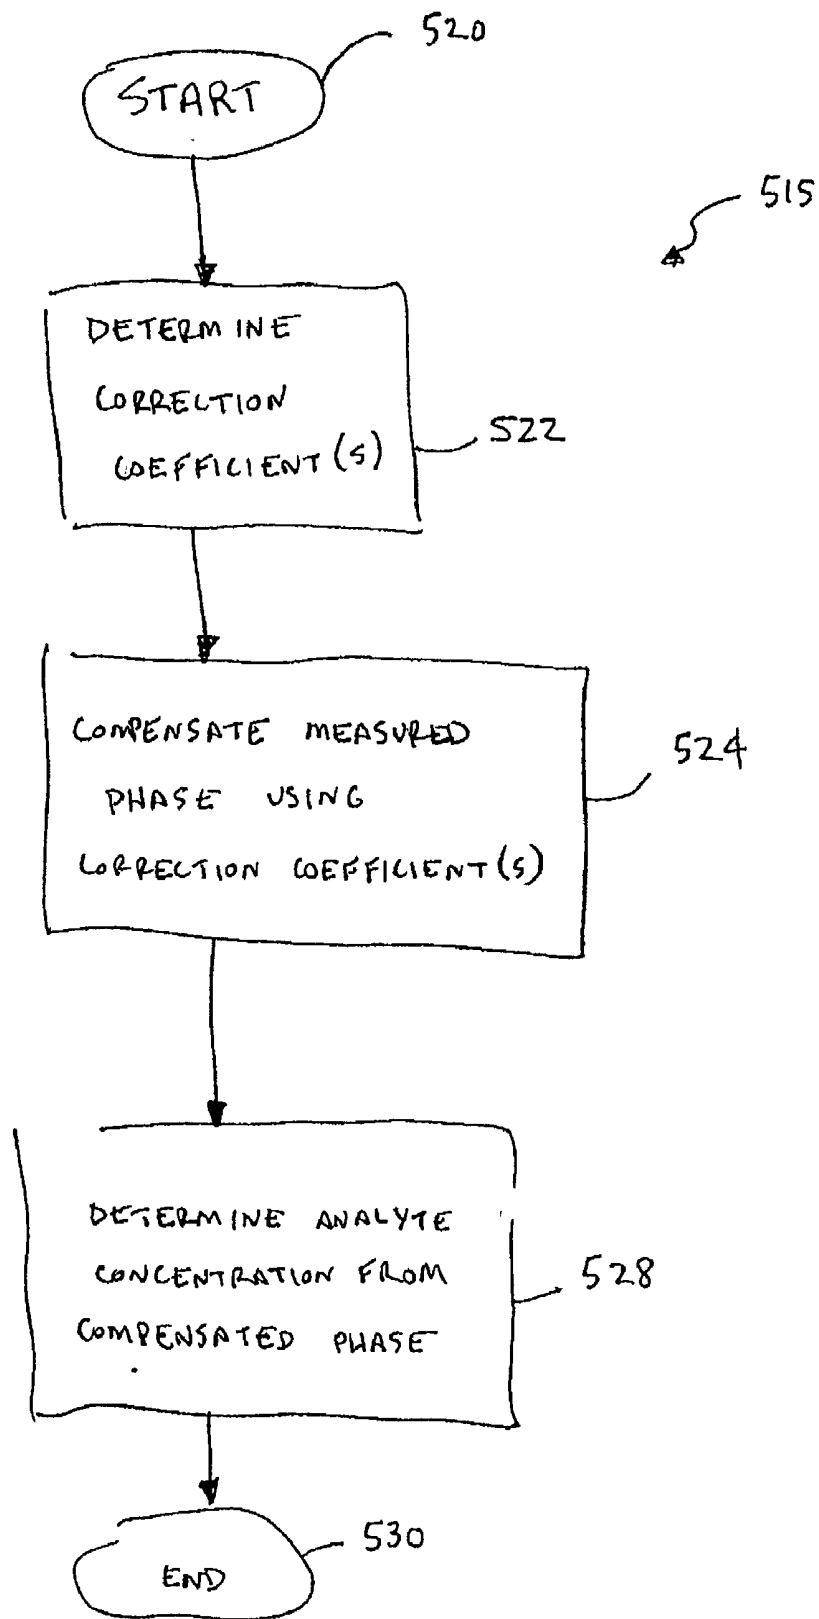 520
START
515
DETERMINE
CORRECTION
COEFFICIENT(S)
522
COMPENSATE MEASURED
PHASE USING
CORRECTION COEFFICIENT(S)
524
DETERMINE ANALYTE
CONCENTRATION FROM
COMPENSATED PHASE
528
530
END